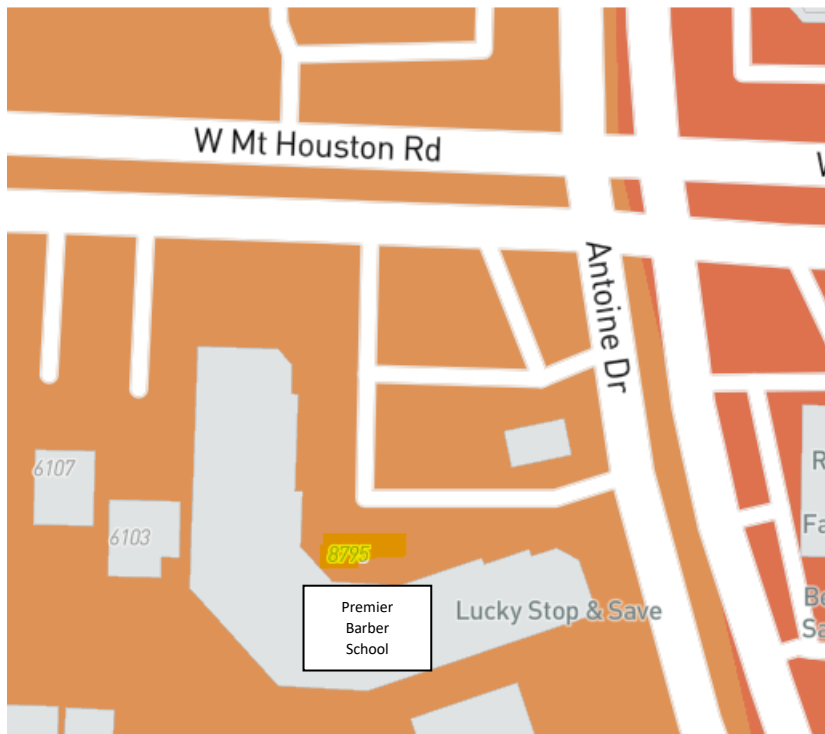 W Mt Houston Rd
Antoine Dr
6107
6103
8795
Premier
Barber
School
Lucky Stop & Save